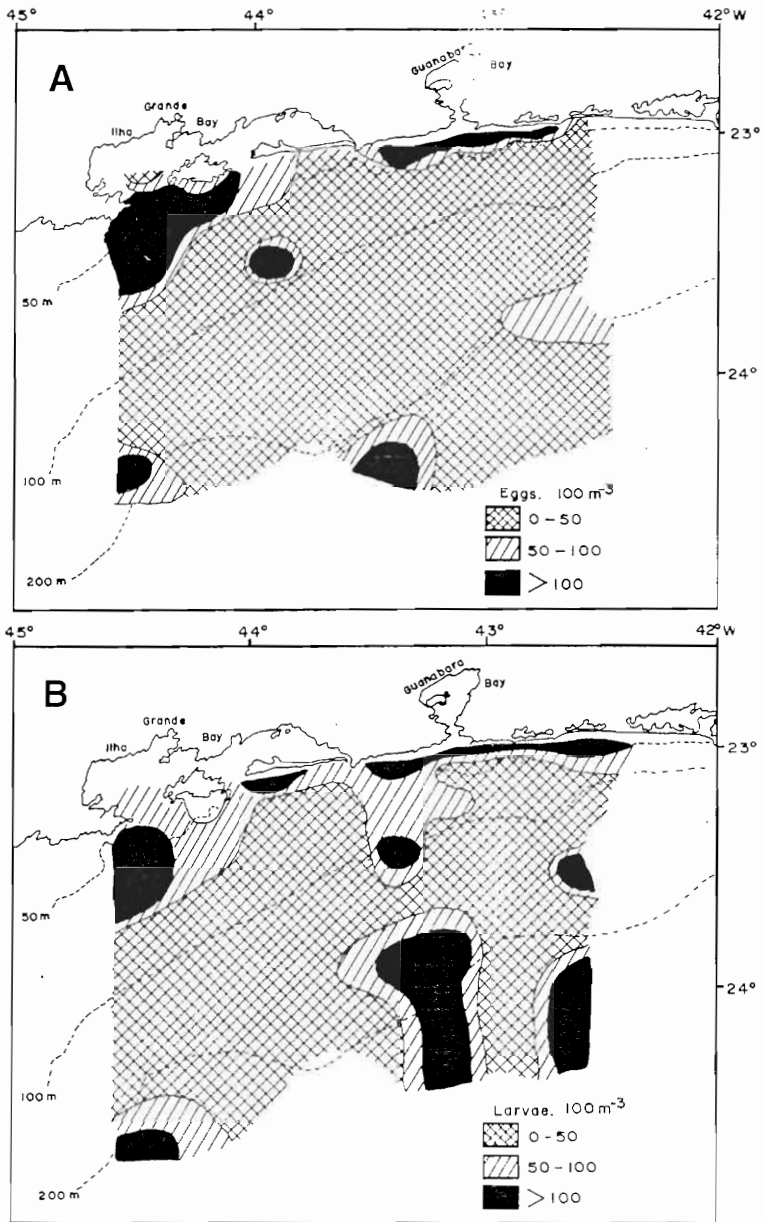 45° 44° 42°W
A
Guanabara Bay
Grande
Ilha Bay
23°
50 m
24°
100 m
200 m
Eggs. 100 m-3
0-50
50-100
>100
45° 44° 43° 42°W
B
Guanabara Bay
Grande
Ilha Bay
23°
50 m
24°
100 m
200 m
Larvae. 100 m-3
0-50
50-100
>100